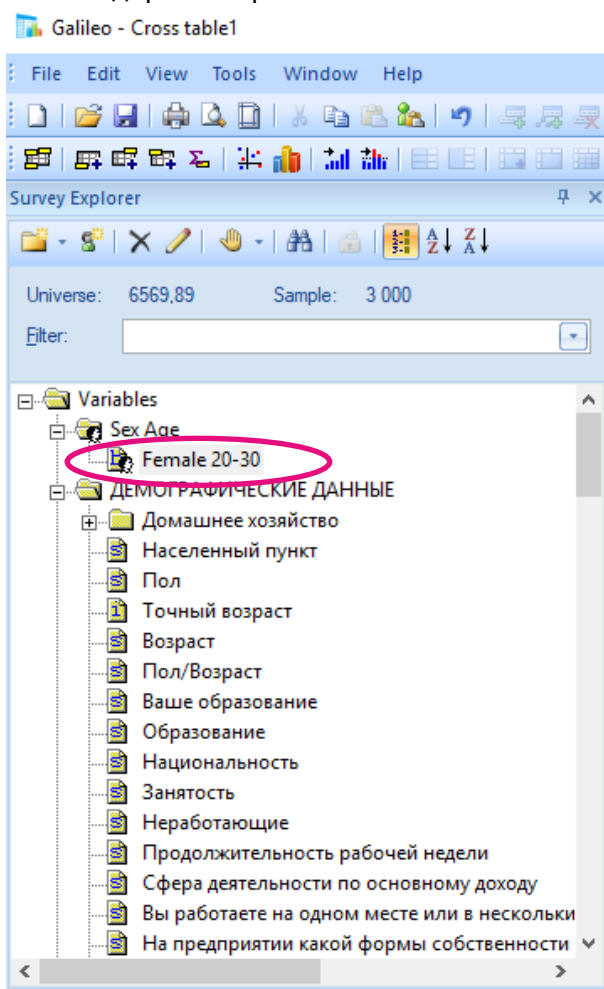 Galileo - Cross table1
File Edit View Tools Window Help
Survey Explorer
Universe: 6569,89 Sample: 3 000
Filter:
Variables
Sex Age
Female 20-30
ДЕМОГРАФИЧЕСКИЕ ДАННЫЕ
Домашнее хозяйство
Населенный пункт
Пол
Точный возраст
Возраст
Пол/Возраст
Ваше образование
Образование
Национальность
Занятость
Неработающие
Продолжительность рабочей недели
Сфера деятельности по основному доходу
Вы работаете на одном месте или в нескольки
На предприятии какой формы собственности